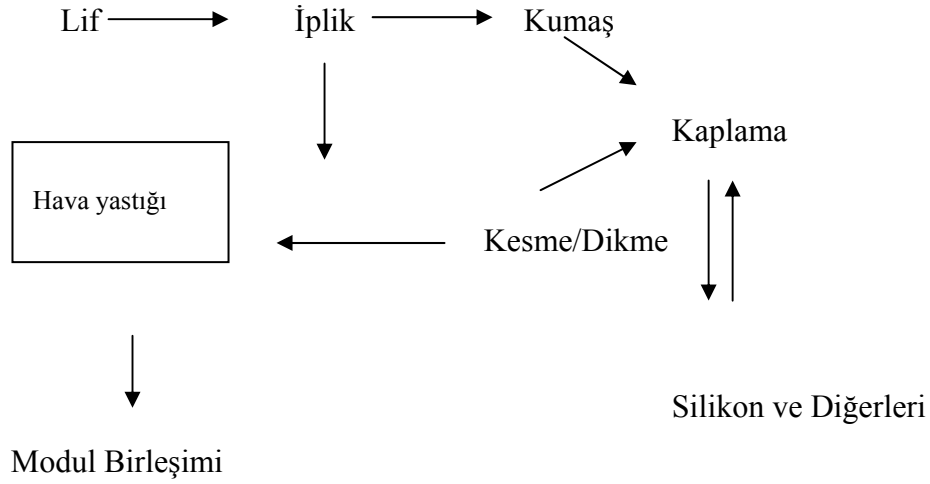 Lif
İplik
Kumaş
Kaplama
Hava yastığı
Kesme/Dikme
Silikon ve Diğerleri
Modul Birleşimi